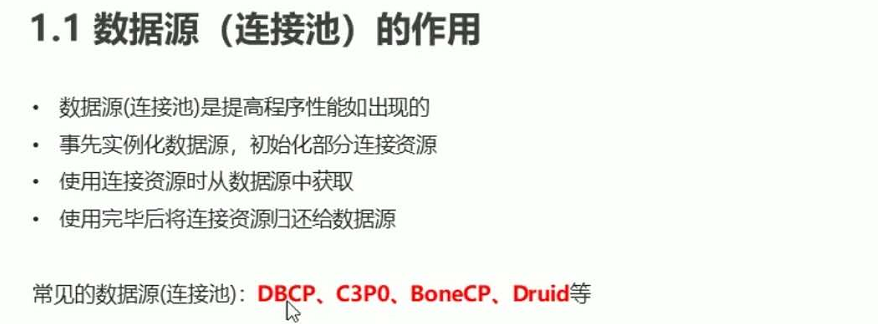 1.1 数据源（连接池）的作用
• 数据源(连接池)是提高程序性能如出现的
• 事先实例化数据源，初始化部分连接资源
• 使用连接资源时从数据源中获取
• 使用完毕后将连接资源归还给数据源
常见的数据源(连接池)：DBCP、C3P0、BoneCP、Druid等